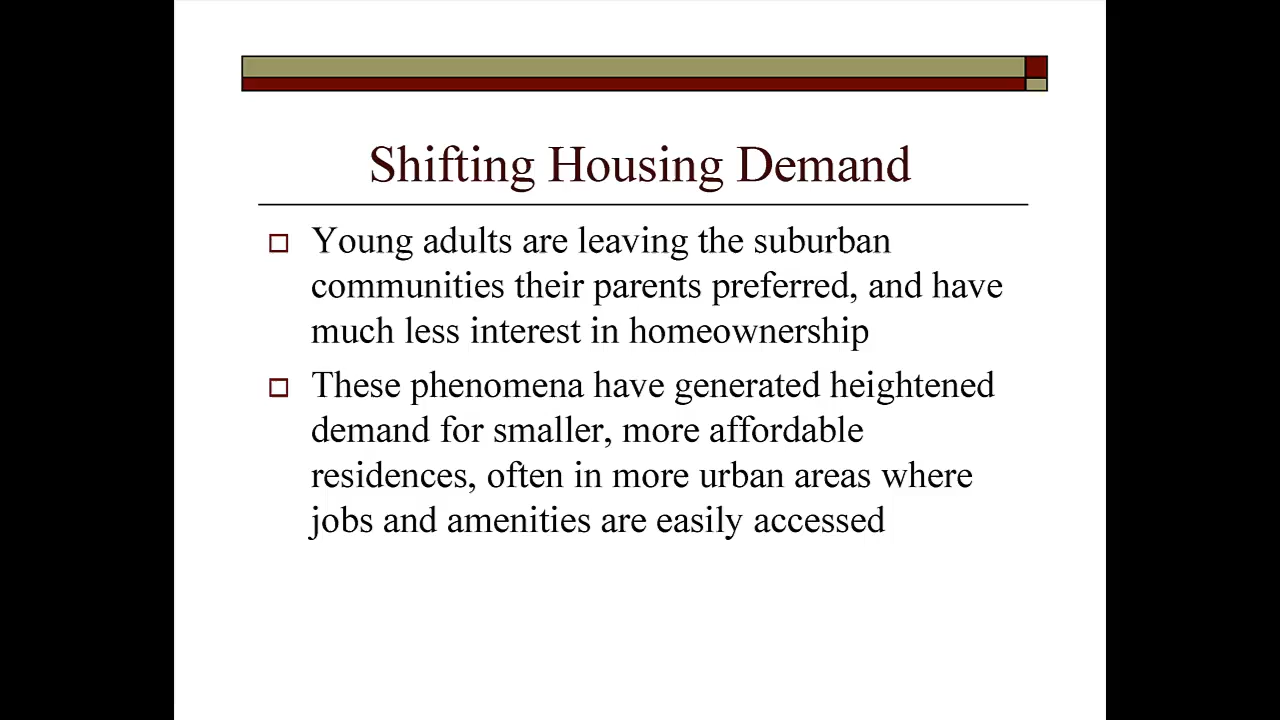 Shifting Housing Demand
Young adults are leaving the suburban
communities their parents preferred, and have
much less interest in homeownership
These phenomena have generated heightened
demand for smaller, more affordable
residences, often in more urban areas where
jobs and amenities are easily accessed